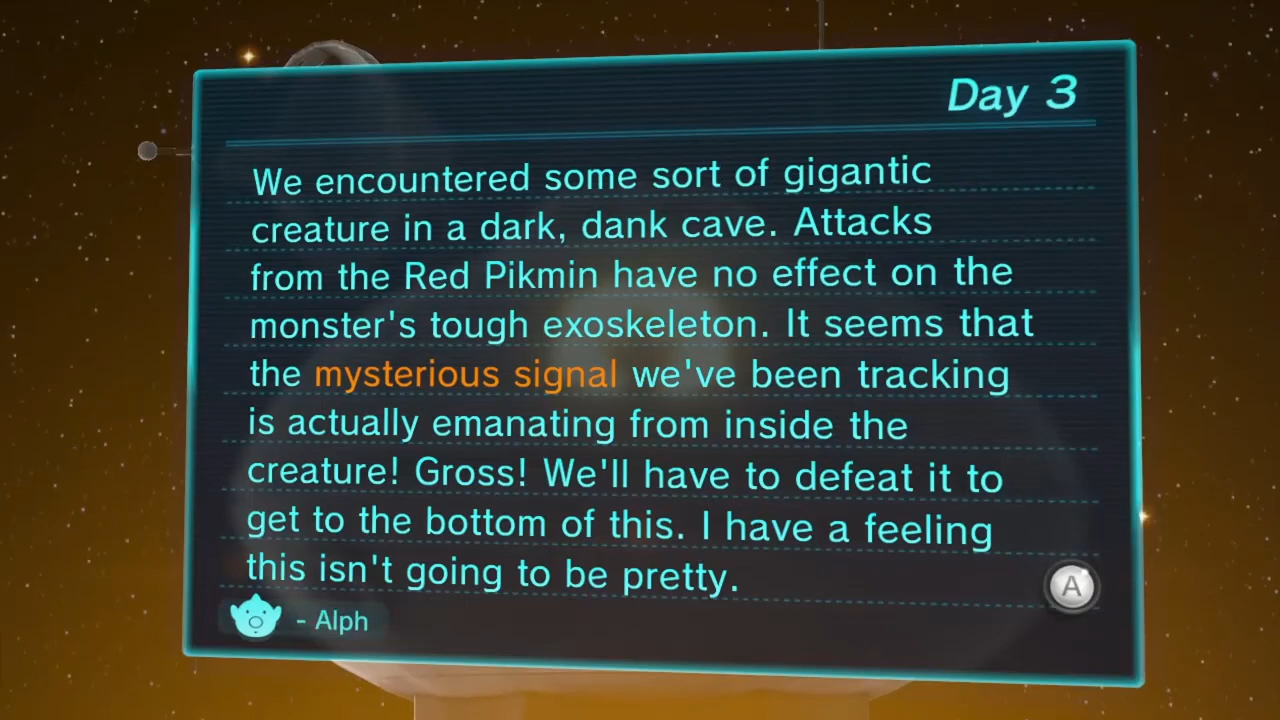 Day 3
We encountered some sort of gigantic
creature in a dark, dank cave. Attacks
from the Red Pikmin have no effect on the
monster's tough exoskeleton. It seems that
the mysterious signal we've been tracking
is actually emanating from inside the
creature! Gross! We'll have to defeat it to
get to the bottom of this. I have a feeling
this isn't going to be pretty.
A
- Alph